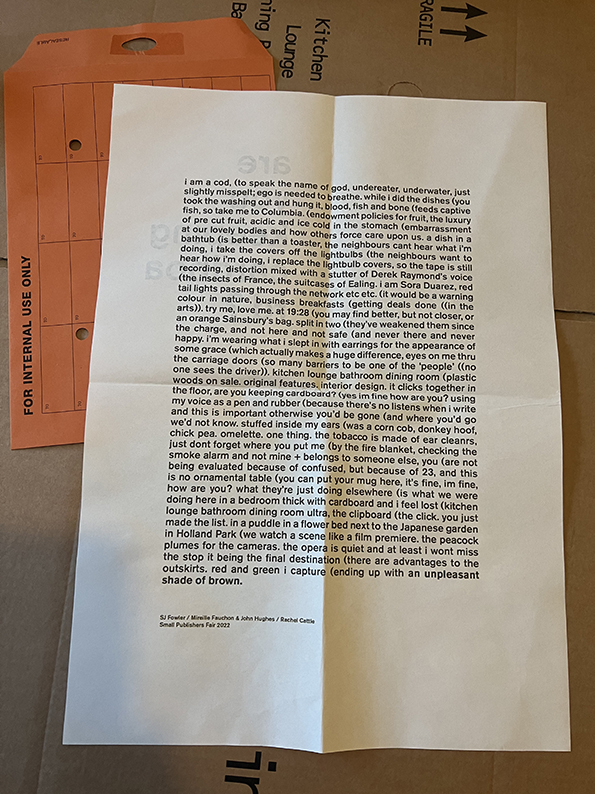 RESEALABLE
Kitchen
Lounge
ning
Ba
FRAGILE
FOR INTERNAL USE ONLY
are
i am a cod, (to speak the name of god, undereater, underwater, just
slightly misspelt; ego is needed to breathe. while i did the dishes (you
took the washing out and hung it, blood, fish and bone (feeds captive
fish, so take me to Columbia. (endowment policies for fruit, the luxury
of pre cut fruit, acidic and ice cold in the stomach (embarrassment
at our lovely bodies and how others force care upon us. a dish in a
bathtub (is better than a toaster, the neighbours cant hear what i'm
doing, i take the covers off the lightbulbs (the neighbours want to
hear how i'm doing, i replace the lightbulb covers, so the tape is still
recording, distortion mixed with a stutter of Derek Raymond's voice
(the insects of France, the suitcases of Ealing. i am Sora Duarez, red
tail lights passing through the network etc etc. (it would be a warning
colour in nature, business breakfasts (getting deals done ((in the
arts)). try me, love me. at 19:28 (you may find better, but not closer, or
an orange Sainsbury's bag. split in two (they've weakened them since
the charge, and not here and not safe (and never there and never
happy. i'm wearing what i slept in with earrings for the appearance of
some grace (which actually makes a huge difference, eyes on me thru
the carriage doors (so many barriers to be one of the 'people' ((no
one sees the driver)). kitchen lounge bathroom dining room (plastic
woods on sale. original features, interior design. it clicks together in
the floor, are you keeping cardboard? (yes im fine how are you? using
my voice as a pen and rubber (because there's no listens when i write
and this is important otherwise you'd be gone (and where you'd go
we'd not know. stuffed inside my ears (was a corn cob, donkey hoof,
chick pea. omelette. one thing. the tobacco is made of ear cleanrs,
just dont forget where you put me (by the fire blanket, checking the
smoke alarm and not mine + belongs to someone else, you (are not
being evaluated because of confused, but because of 23, and this
is no ornamental table (you can put your mug here, it's fine, im fine,
how are you? what they're just doing elsewhere (is what we were
doing here in a bedroom thick with cardboard and i feel lost (kitchen
lounge bathroom dining room ultra, the clipboard (the click. you just
made the list. in a puddle in a flower bed next to the Japanese garden
in Holland Park (we watch a scene like a film premiere. the peacock
plumes for the cameras. the opera is quiet and at least i wont miss
the stop it being the final destination (there are advantages to the
outskirts. red and green i capture (ending up with an unpleasant
shade of brown.
SJ Fowler / Mireille Fauchon & John Hughes / Rachel Cattle
Small Publishers Fair 2022